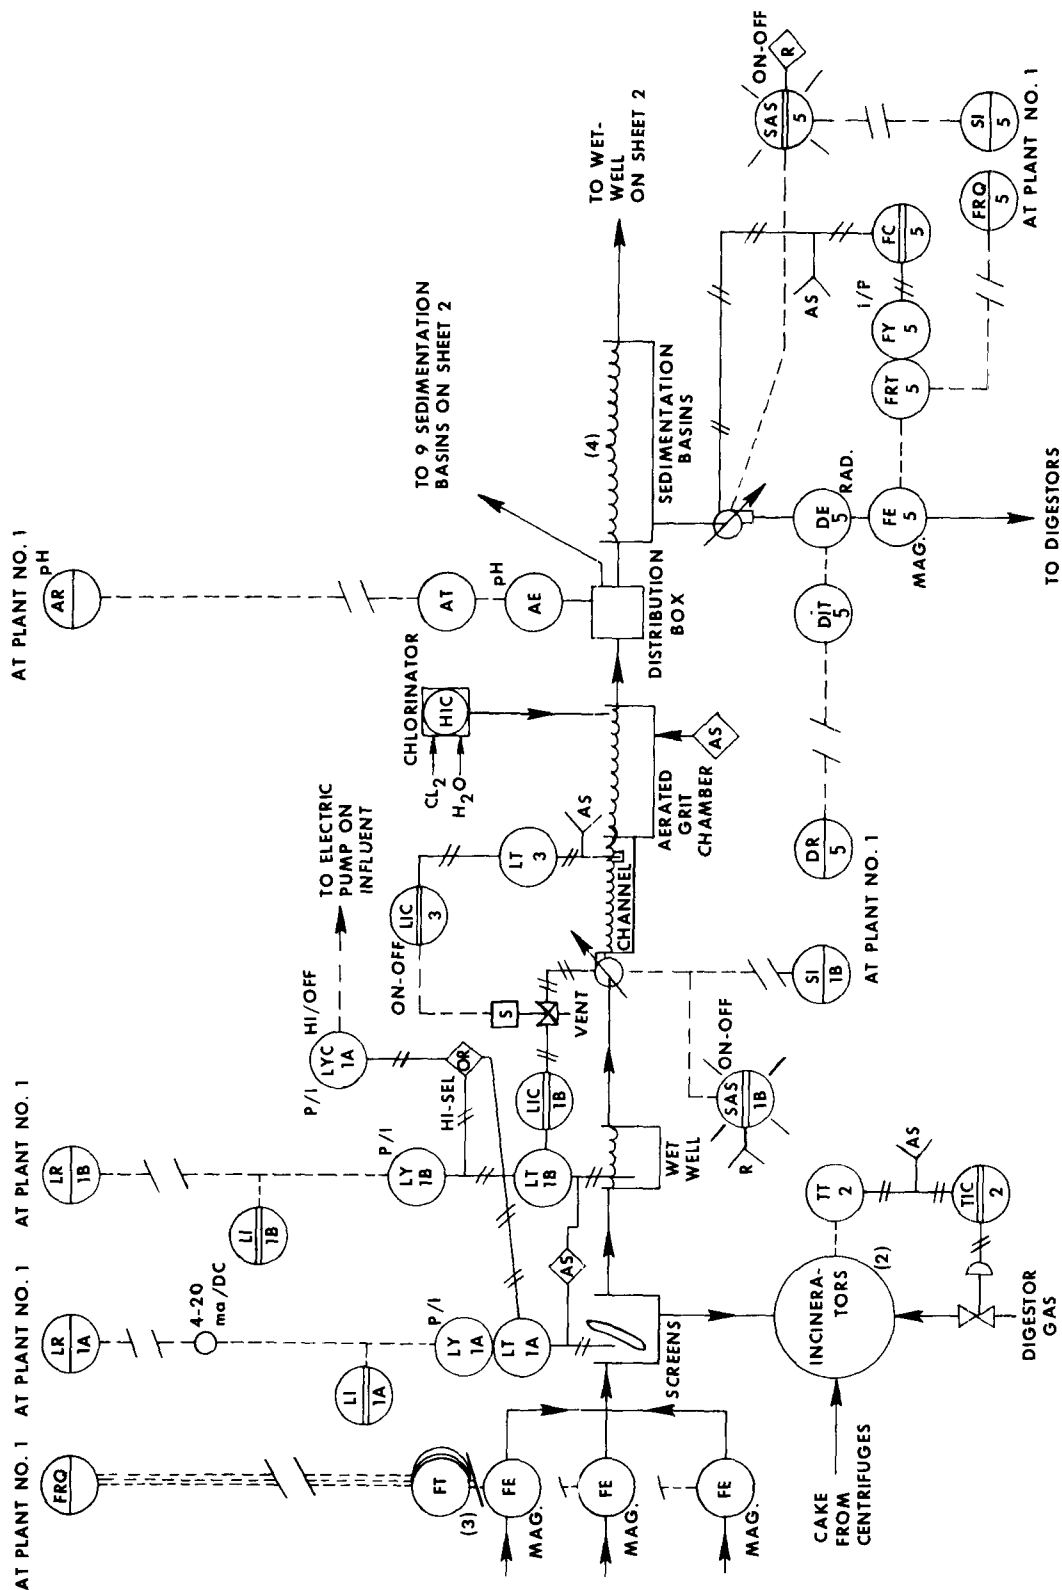 AT PLANT NO. 1
FRQ
FT
(3)
FE
MAG.
FE
MAG.
FE
MAG.
AT PLANT NO. 1
LR
1A
4-20
ma/DC
LI
1A
P/I
LY
1A
LT
1A
SCREENS
AS
AT PLANT NO. 1
LR
1B
LI
1B
P/I
LY
1B
LT
1B
HI-SEL
OR
P/I
LYC
1A
HI/OFF
TO ELECTRIC
PUMP ON
INFLUENT
LIC
1B
WET
WELL
S
VENT
ON-OFF
LIC
3
LT
3
AS
CHANNEL
SAS
1B
ON-OFF
R
SI
1B
AT PLANT NO. 1
CHLORINATOR
HIC
CL2
H2O
AERATED
GRIT
CHAMBER
AS
AT PLANT NO. 1
AR
pH
AT
pH
AE
DISTRIBUTION
BOX
TO 9 SEDIMENTATION
BASINS ON SHEET 2
(4)
SEDIMENTATION
BASINS
TO WET-
WELL
ON SHEET 2
CAKE
FROM
CENTRIFUGES
INCINERA-
TORS
(2)
TT
2
AS
TIC
2
DIGESTOR
GAS
DR
5
DIT
5
DE
5
RAD.
FE
5
MAG.
TO DIGESTORS
FRT
5
FY
5
I/P
FC
5
AS
SAS
5
ON-OFF
R
FRQ
5
SI
5
AT PLANT NO. 1